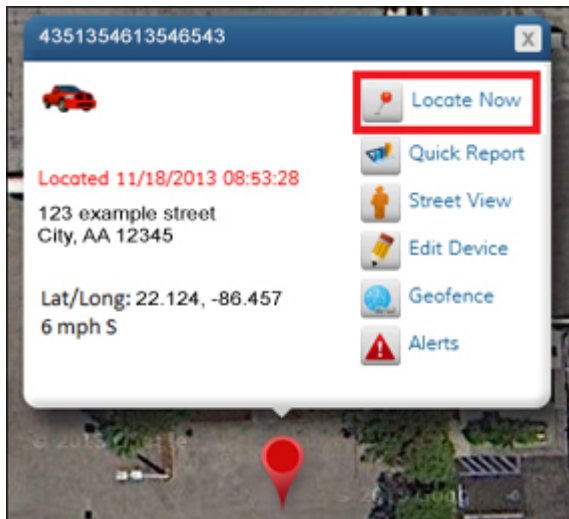 4351354613546543
X
Locate Now
Quick Report
Located 11/18/2013 08:53:28
Street View
123 example street
City, AA 12345
Edit Device
Lat/Long: 22.124, -86.457
Geofence
6 mph S
Alerts